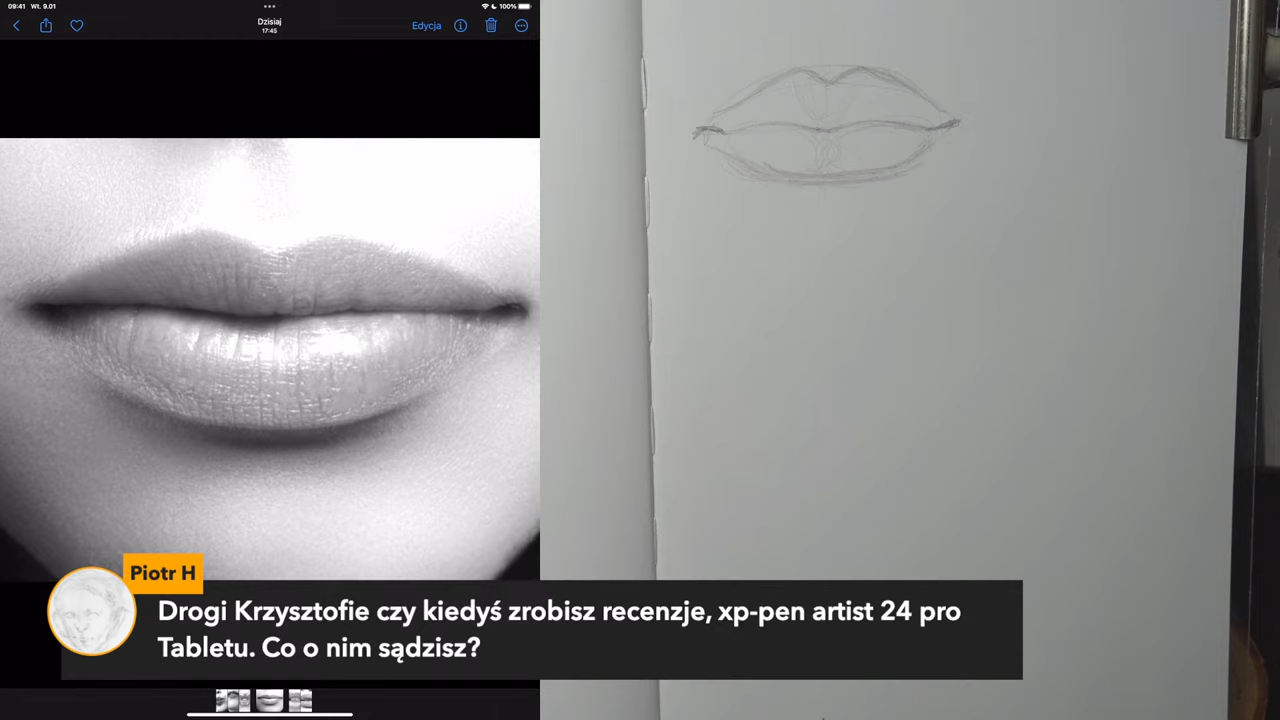 09:41 Wt. 9.01
100%
Dzisiaj
17:45
Edycja
Piotr H
Drogi Krzysztofie czy kiedyś zrobisz recenzje, xp-pen artist 24 pro
Tabletu. Co o nim sądzisz?